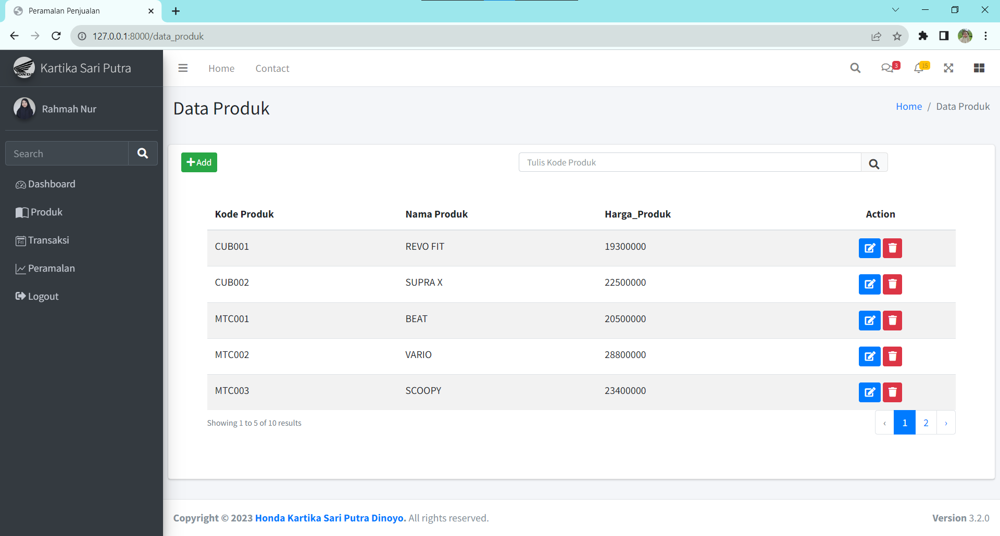 Peramalan Penjualan
127.0.0.1:8000/data_produk
Kartika Sari Putra
Home
Contact
3
15
Rahmah Nur
Data Produk
Home / Data Produk
Search
Add
Tulis Kode Produk
Dashboard
Produk
Fri
Transaksi
Peramalan
Logout
Kode Produk Nama Produk Harga_Produk Action
CUB001 REVO FIT 19300000
CUB002 SUPRA X 22500000
MTC001 BEAT 20500000
MTC002 VARIO 28800000
MTC003 SCOOPY 23400000
Showing 1 to 5 of 10 results
‹ 1 2 ›
Copyright © 2023 Honda Kartika Sari Putra Dinoyo. All rights reserved.
Version 3.2.0